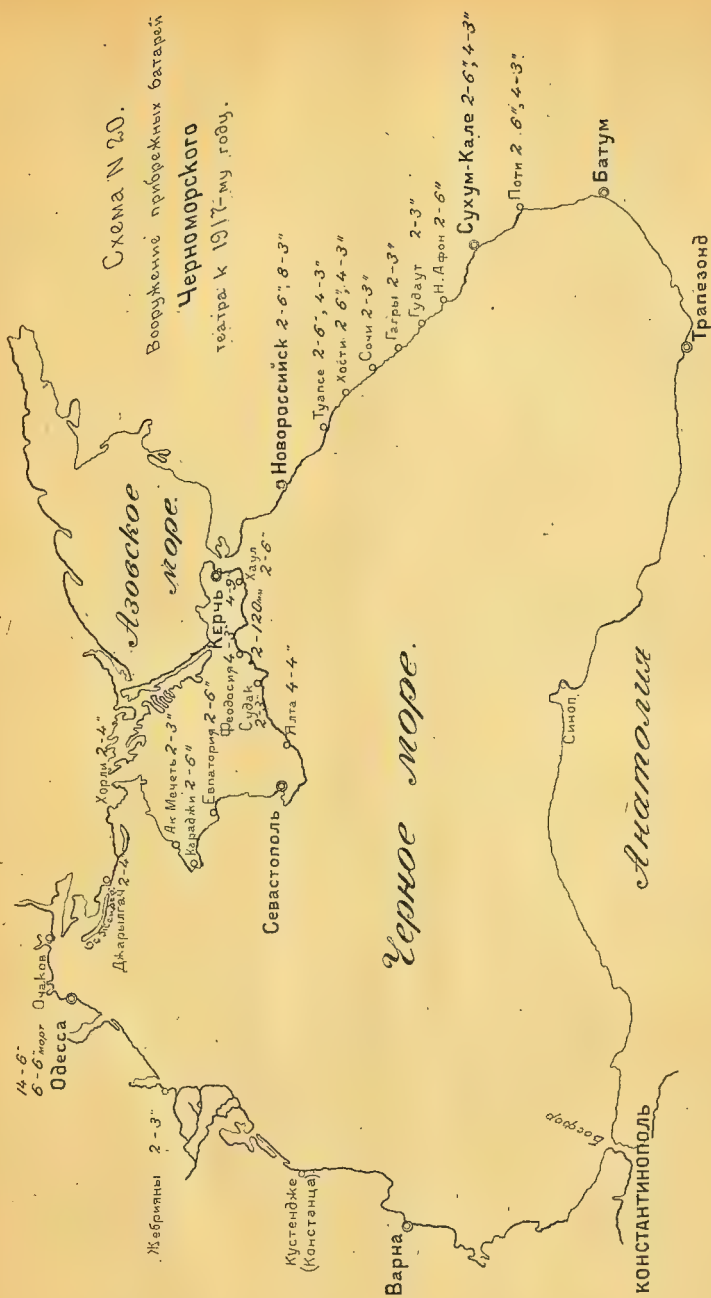 Схема N 20.
Вооружение прибрежных батарей
Черноморского
театра к 1917-му году.
Азовское
море.
Черное море.
Анатолия
14-6"
6-6" морт
Очаков
Одесса
Жебрияны 2-3"
Кустендже
(Констанца)
Варна
Босфор
КОНСТАНТИНОПОЛЬ
Синоп
Трапезонд
Батум
Поти 2-6", 4-3"
Сухум-Кале 2-6", 4-3"
Н. Афон 2-6"
Гудаут 2-3"
Гагры 2-3"
Сочи 2-3"
Хости 2-6", 4-3"
Туапсе 2-6", 4-3"
Новороссийск 2-6", 8-3"
Керчь
4-9"
Хаул
2-6"
2-120мм
Феодосия 4-3"
Судак
2-3"
Ялта 4-4"
Севастополь
Евпатория 2-6"
Караджи 2-6"
Ак Мечеть 2-3"
Хорли 2-4"
Джарылгач 2-4"